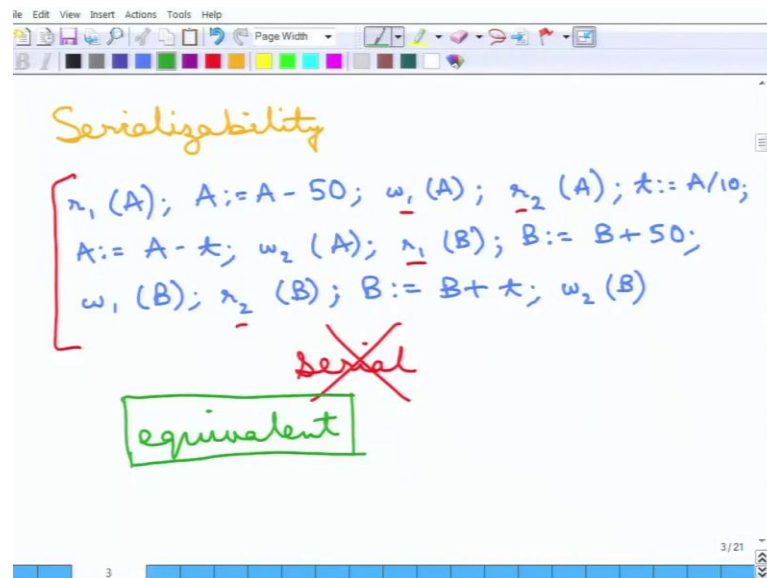 ile Edit View Insert Actions Tools Help
Page Width
B I
Serializability
r₁ (A); A:= A - 50; w₁ (A); r₂ (A); t:= A/10;
A:= A - t; w₂ (A); r₁ (B); B:= B + 50;
w₁ (B); r₂ (B); B:= B + t; w₂ (B)
serial
equivalent
3/21
3